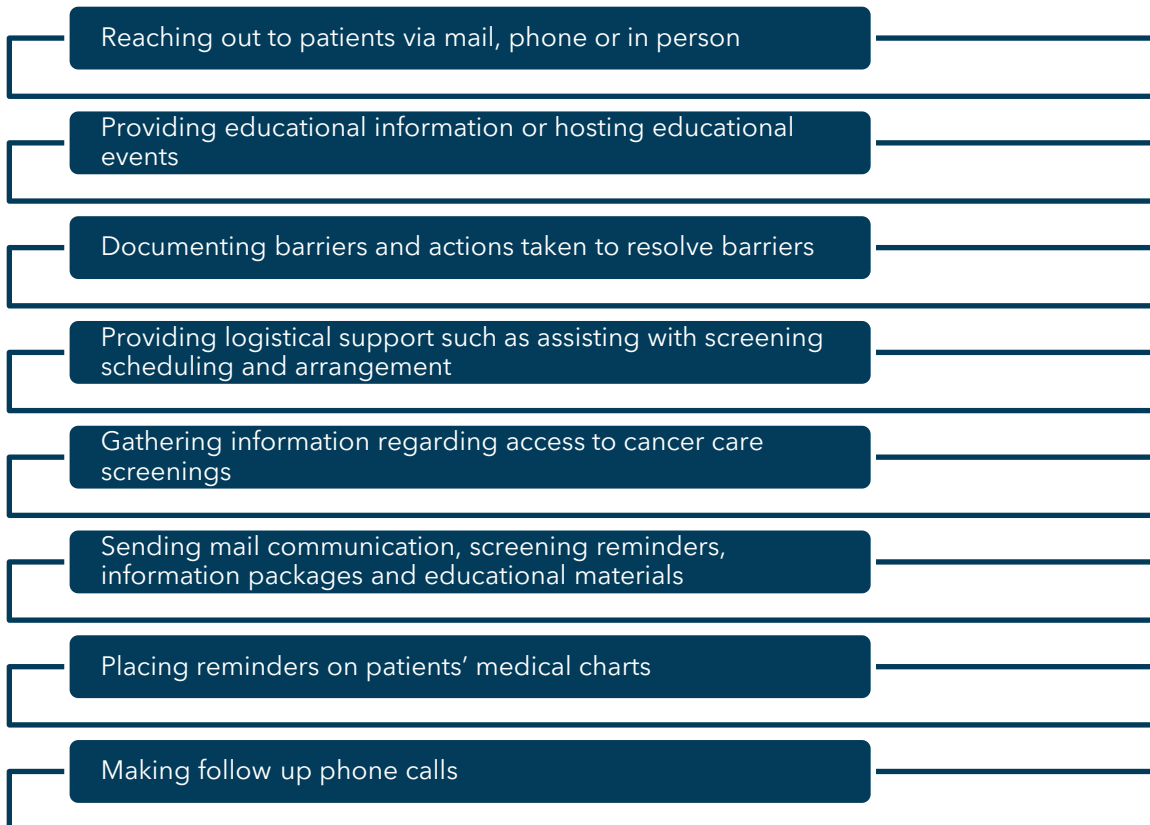 Reaching out to patients via mail, phone or in person
Providing educational information or hosting educational
events
Documenting barriers and actions taken to resolve barriers
Providing logistical support such as assisting with screening
scheduling and arrangement
Gathering information regarding access to cancer care
screenings
Sending mail communication, screening reminders,
information packages and educational materials
Placing reminders on patients’ medical charts
Making follow up phone calls